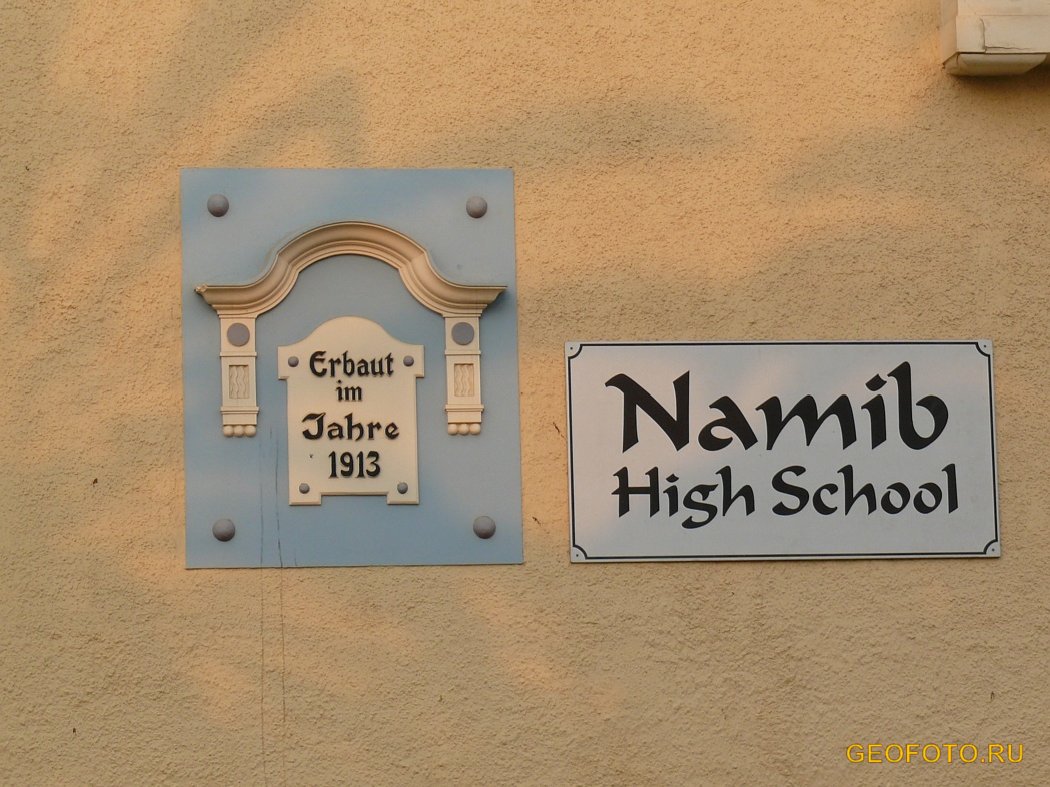 Erbaut
im
Jahre
1913
Namib
High School
GEOFOTO.RU